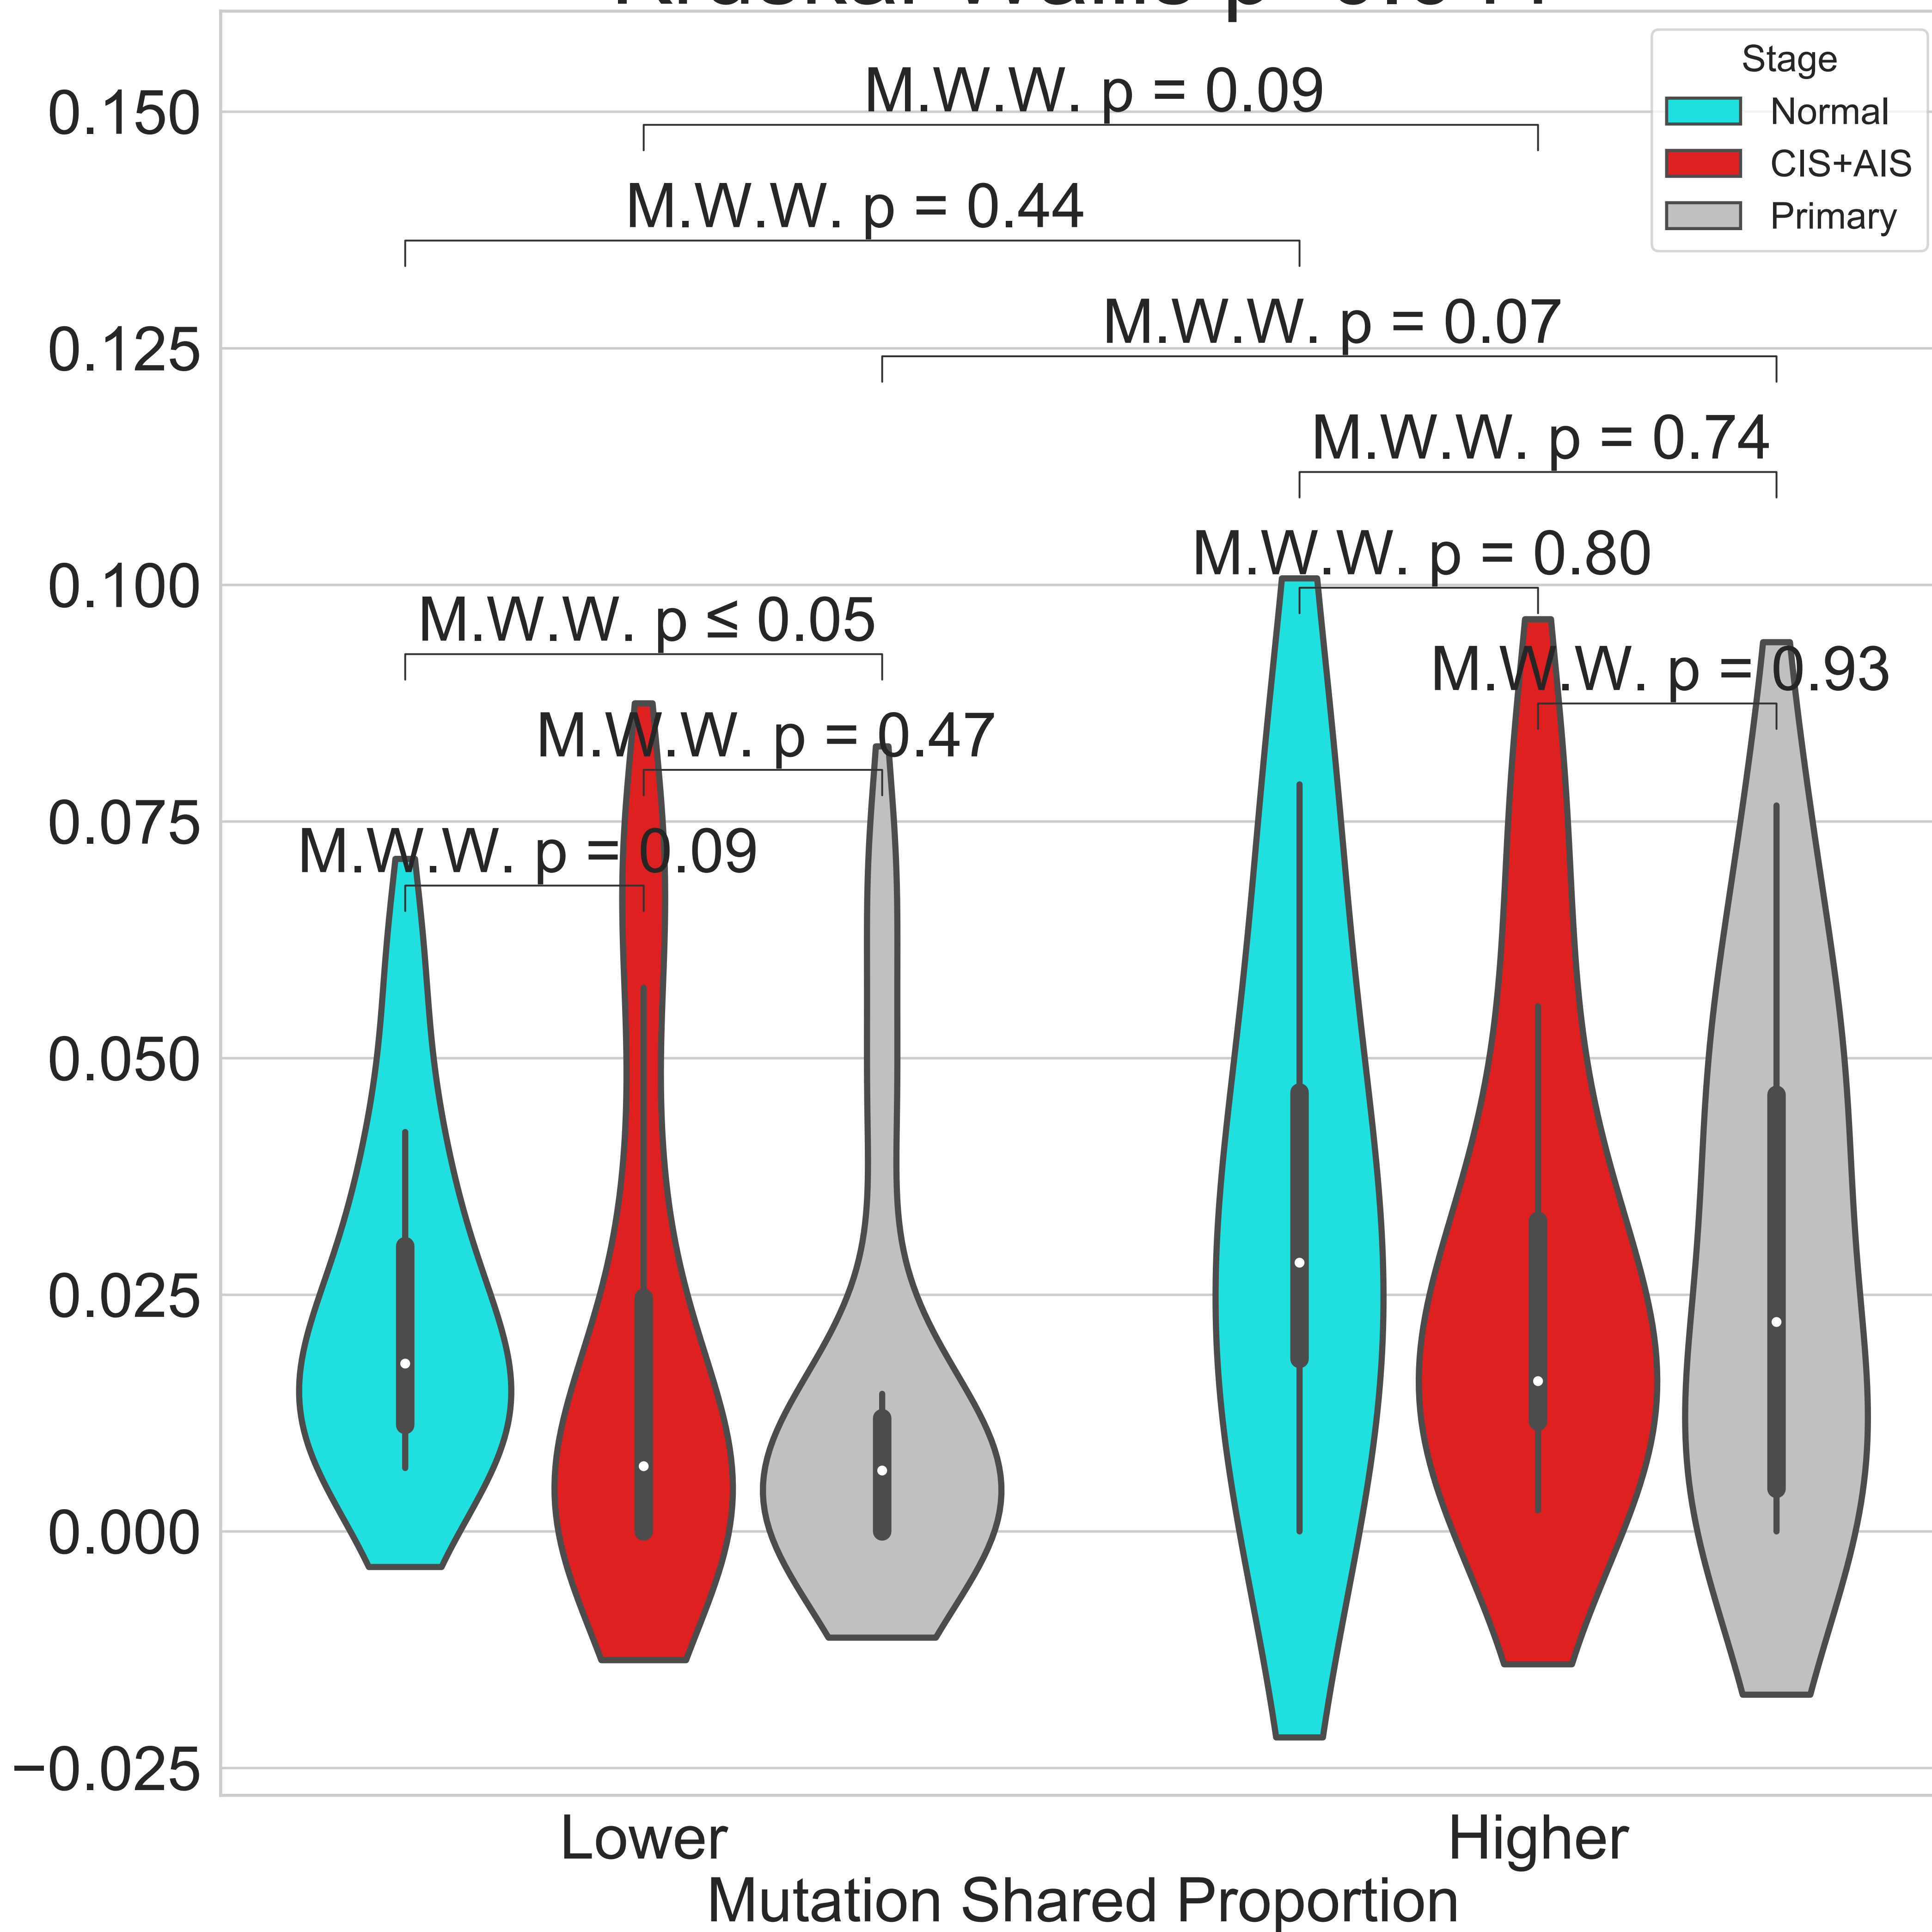 Stage
Normal
CIS+AIS
Primary
M.W.W. p = 0.09
0.150
M.W.W. p = 0.44
M.W.W. p = 0.07
0.125
M.W.W. p = 0.74
M.W.W. p = 0.80
0.100
M.W.W. p ≤ 0.05
M.W.W. p = 0.93
M.W.W. p = 0.47
0.075
M.W.W. p = 0.09
0.050
0.025
0.000
−0.025
Lower Higher
Mutation Shared Proportion